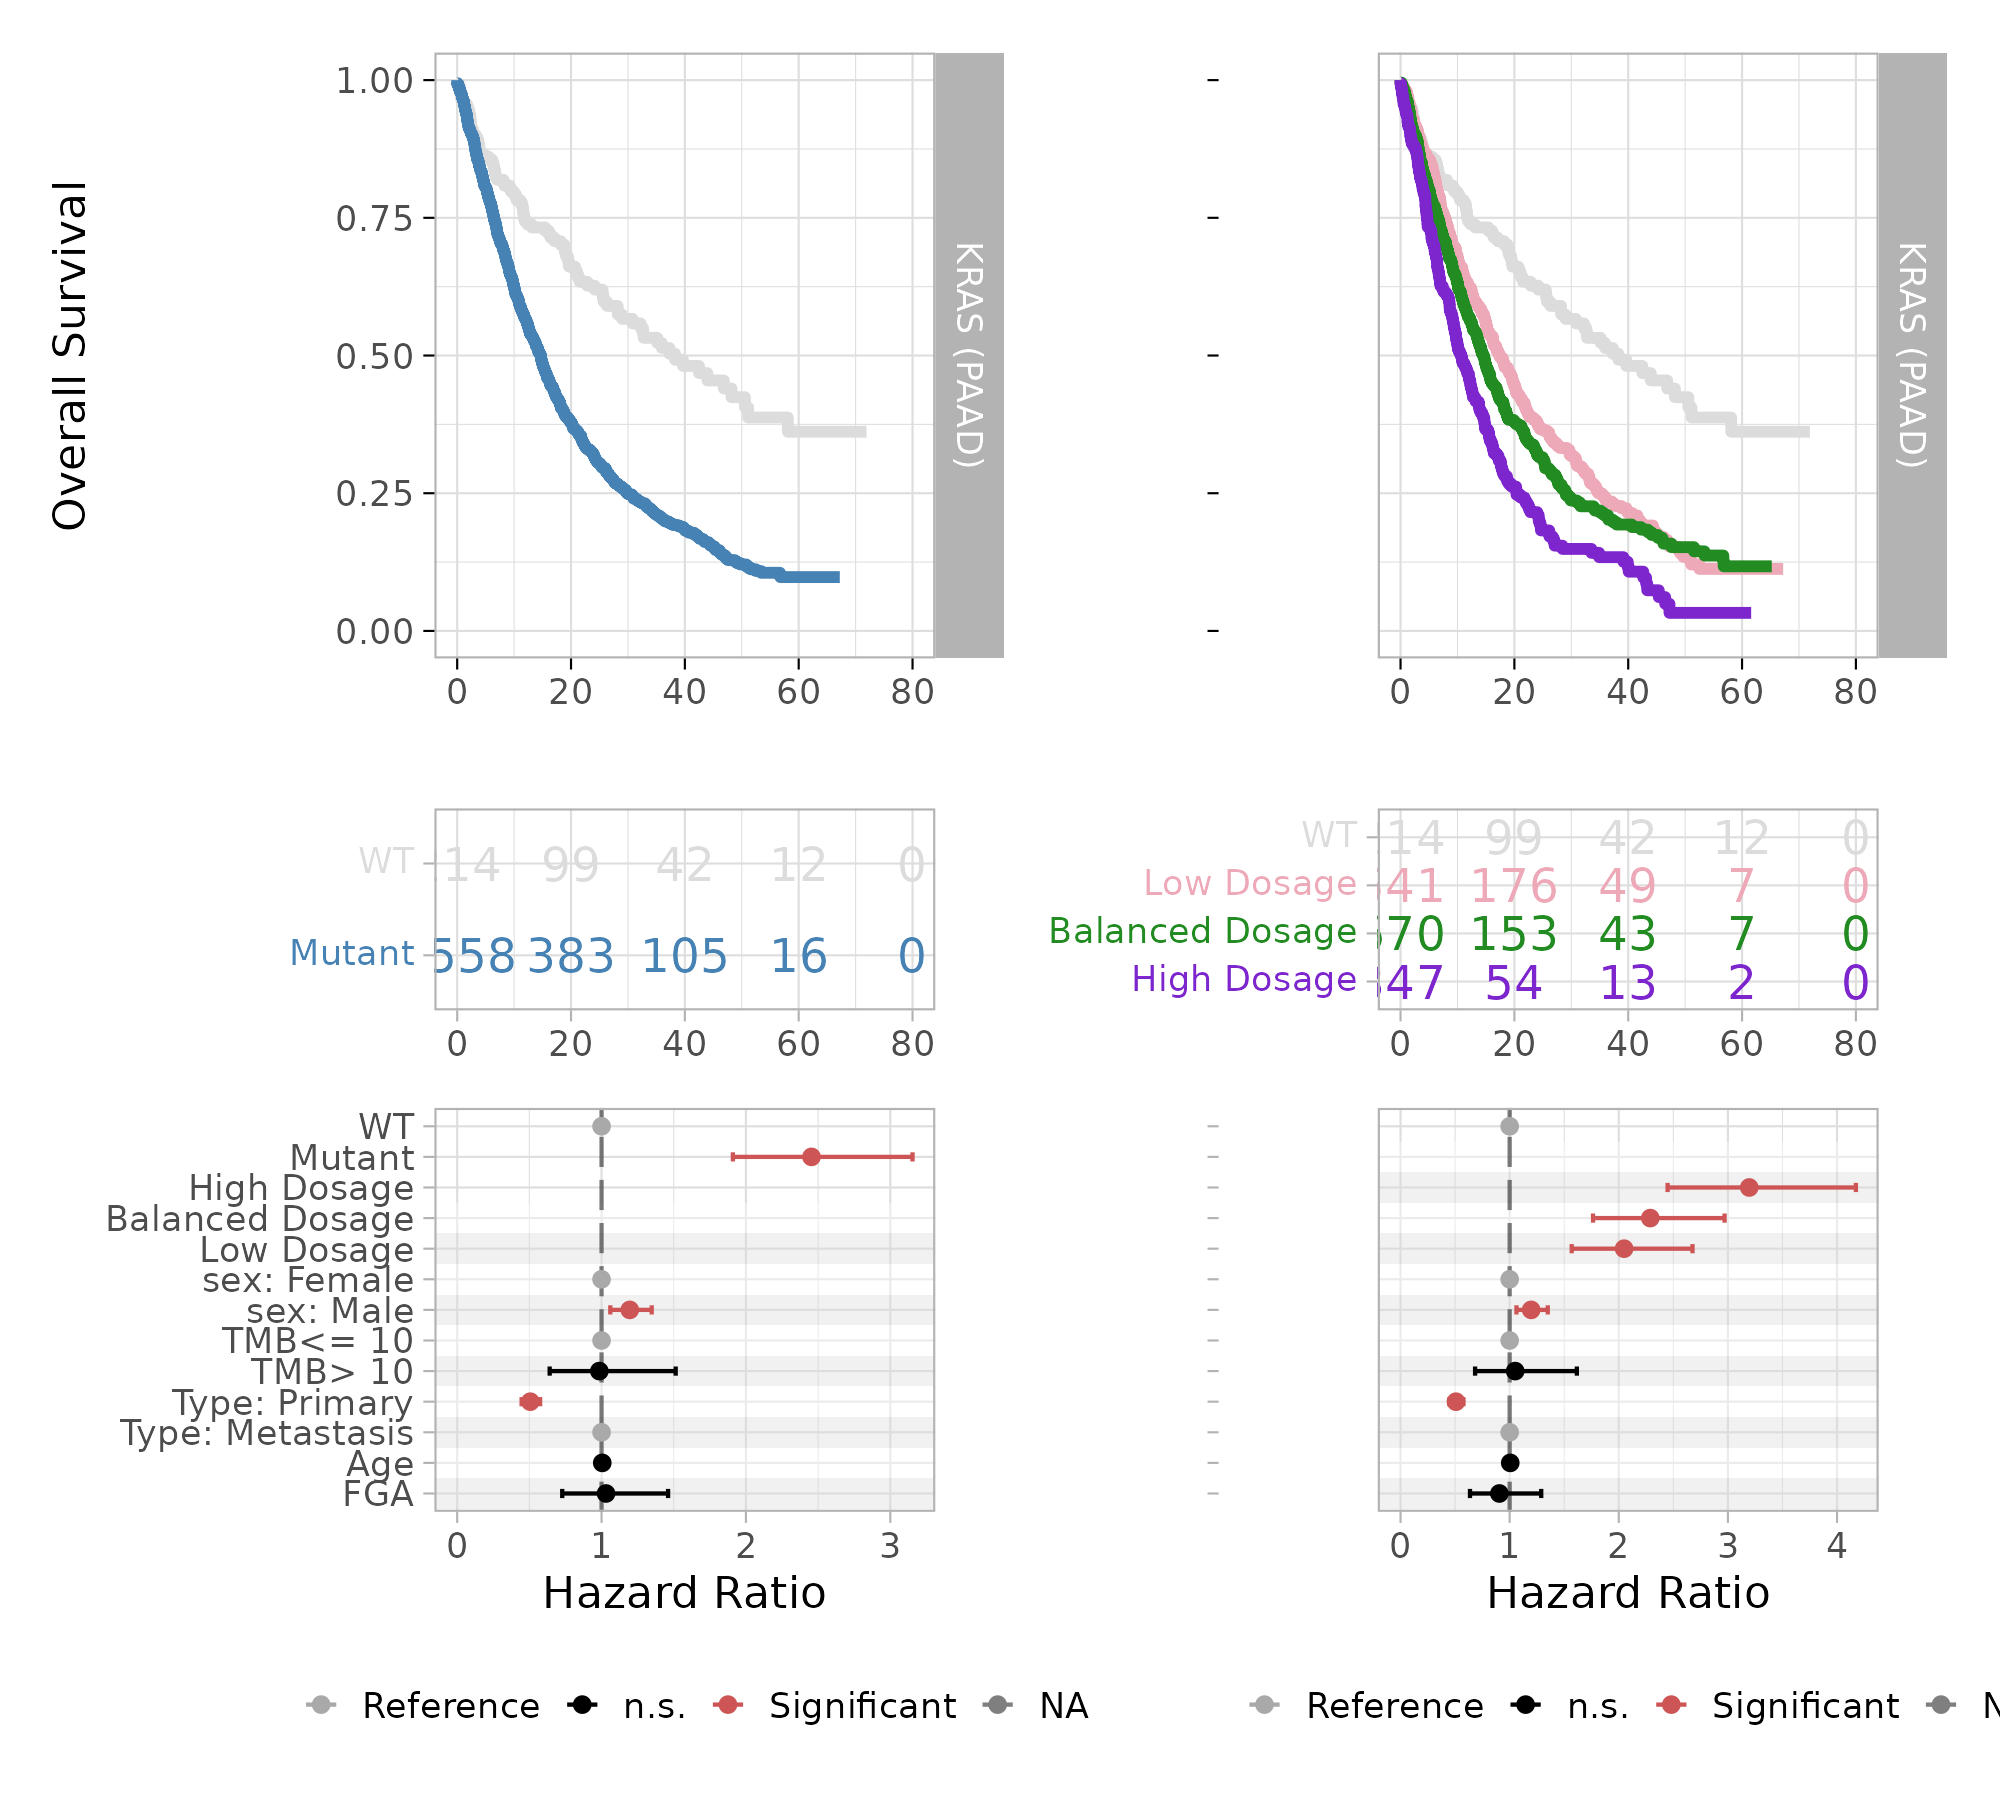 Overall Survival
1.00
0.75
0.50
0.25
0.00
0 20 40 60 80
KRAS (PAAD)
0 20 40 60 80
KRAS (PAAD)
WT 14 99 42 12 0
Mutant 558 383 105 16 0
0 20 40 60 80
WT 14 99 42 12 0
Low Dosage 41 176 49 7 0
Balanced Dosage 70 153 43 7 0
High Dosage 47 54 13 2 0
0 20 40 60 80
WT
Mutant
High Dosage
Balanced Dosage
Low Dosage
sex: Female
sex: Male
TMB<= 10
TMB> 10
Type: Primary
Type: Metastasis
Age
FGA
0 1 2 3
Hazard Ratio
0 1 2 3 4
Hazard Ratio
Reference n.s. Significant NA
Reference n.s. Significant